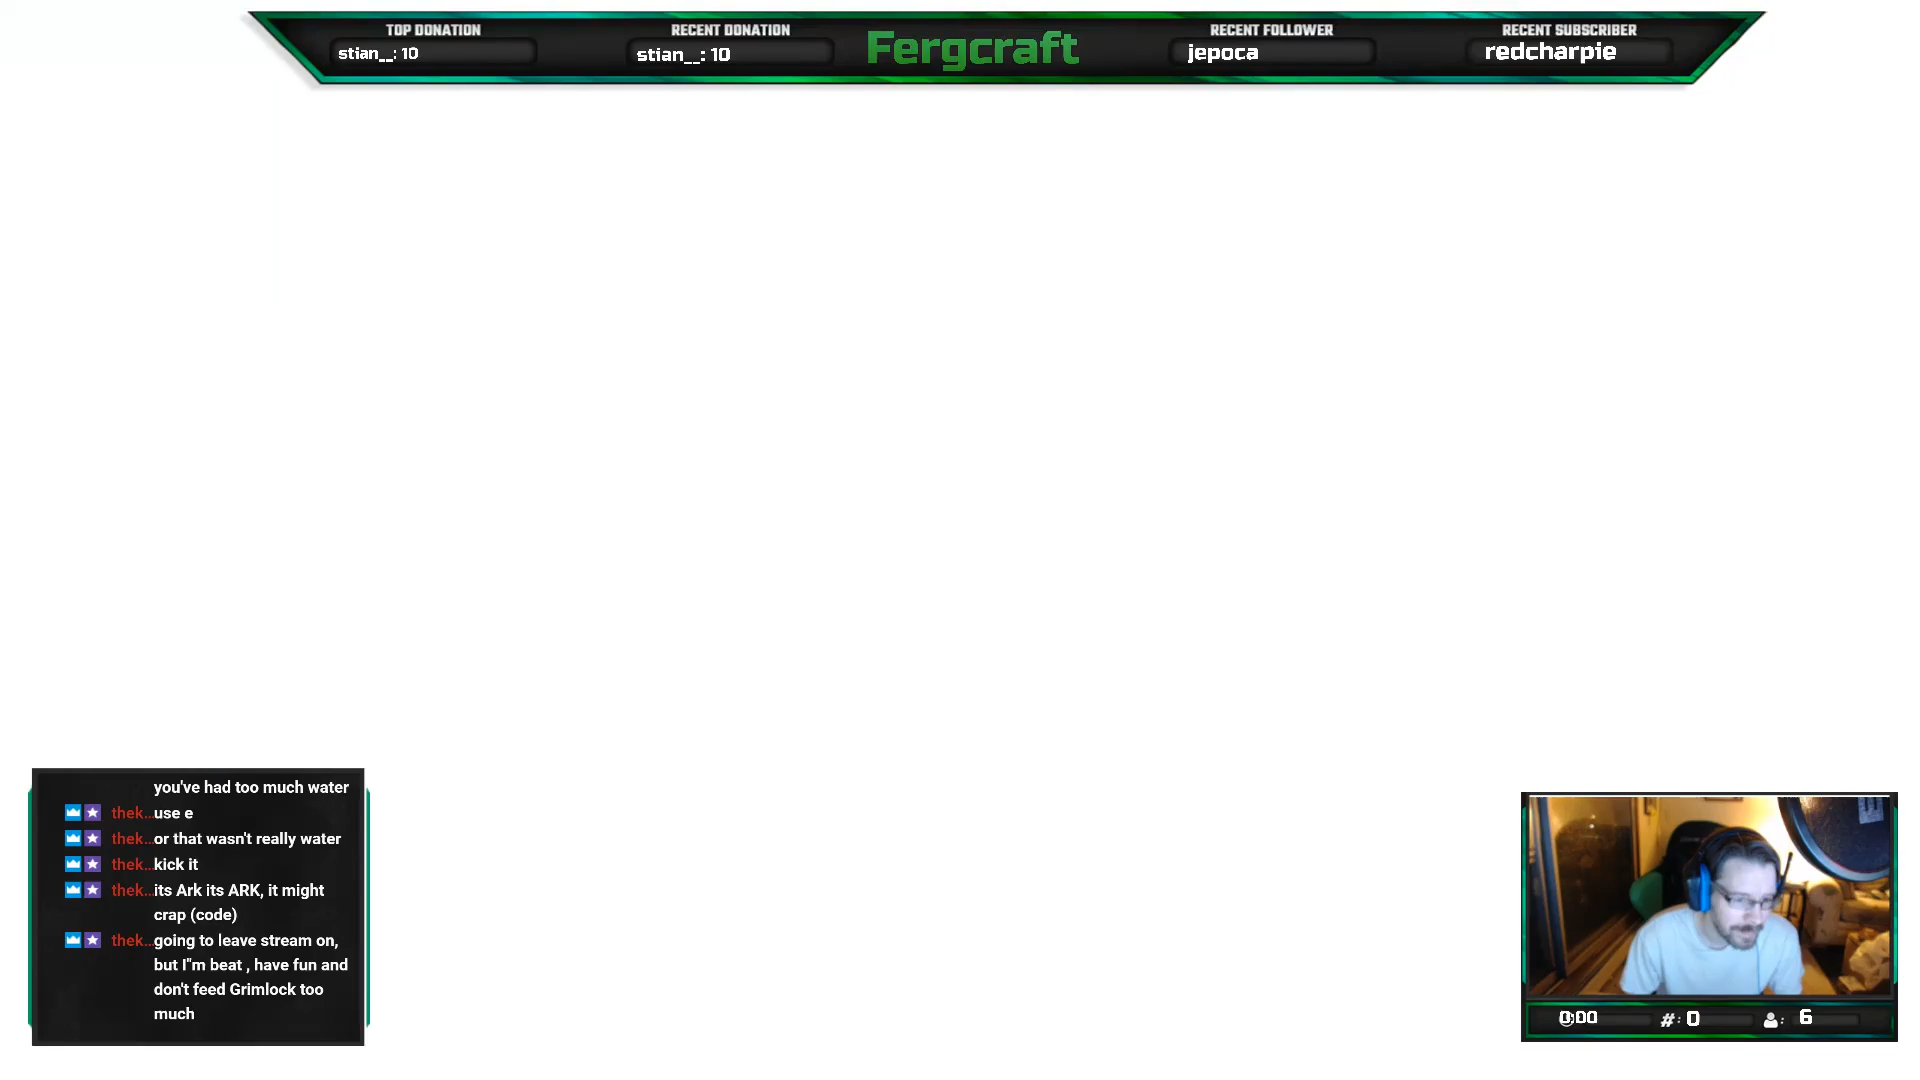 TOP DONATION
stian__: 10
RECENT DONATION
stian__: 10
Fergcraft
RECENT FOLLOWER
jepoca
RECENT SUBSCRIBER
redcharpie
you've had too much water
thek...use e
thek...or that wasn't really water
thek...kick it
thek...its Ark its ARK, it might
crap (code)
thek...going to leave stream on,
but I"m beat , have fun and
don't feed Grimlock too
much
0:00
#: 0
: 6